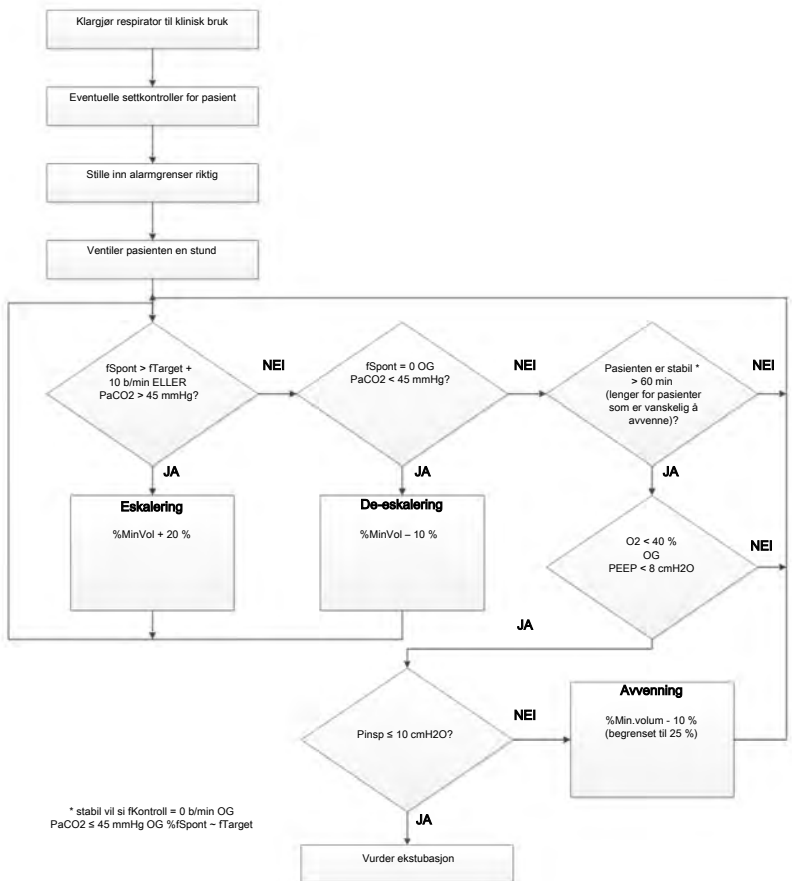 Klargjør respirator til klinisk bruk
Eventuelle settkontroller for pasient
Stille inn alarmgrenser riktig
Ventiler pasienten en stund
fSpont > fTarget +
10 b/min ELLER
PaCO2 > 45 mmHg?
NEI
fSpont = 0 OG
PaCO2 < 45 mmHg?
NEI
Pasienten er stabil *
> 60 min
(lenger for pasienter
som er vanskelig å
avvenne)?
NEI
JA
JA
JA
Eskalering
%MinVol + 20 %
De-eskalering
%MinVol – 10 %
O2 < 40 %
OG
PEEP < 8 cmH2O
NEI
JA
Pinsp ≤ 10 cmH2O?
NEI
Avvenning
%Min.volum - 10 %
(begrenset til 25 %)
* stabil vil si fKontroll = 0 b/min OG
PaCO2 ≤ 45 mmHg OG %fSpont ~ fTarget
JA
Vurder ekstubasjon